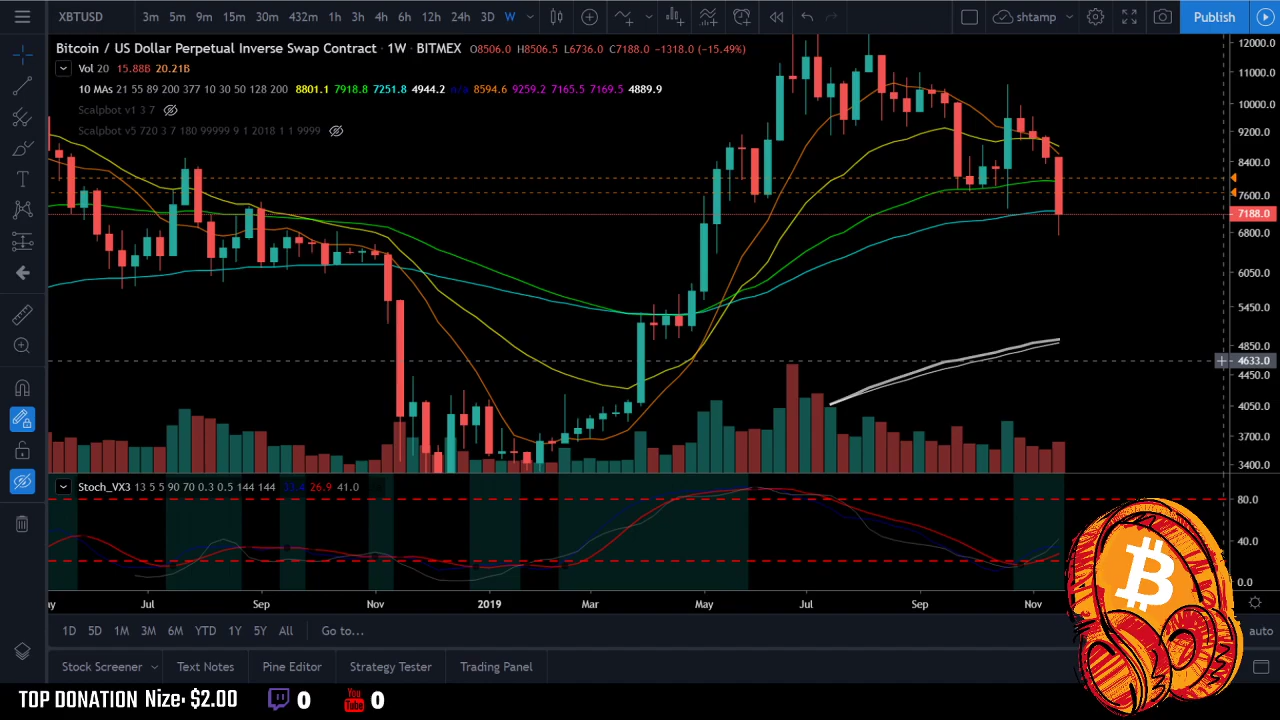 XBTUSD 3m 5m 9m 15m 30m 432m 1h 3h 4h 6h 12h 24h 3D W shtamp Publish
Bitcoin / US Dollar Perpetual Inverse Swap Contract · 1W · BITMEX O8506.0 H8506.5 L6736.0 C7188.0 −1318.0 (−15.49%)
Vol 20 15.88B 20.21B
10 MAs 21 55 89 200 377 10 30 50 128 200 8801.1 7918.8 7251.8 4944.2 n/a 8594.6 9259.2 7165.5 7169.5 4889.9
Scalpbot v1 3 7
Scalpbot v5 720 3 7 180 99999 9 1 2018 1 1 9999
12000.0
11000.0
10000.0
9200.0
8400.0
7600.0
7188.0
6800.0
6050.0
5450.0
4850.0
4633.0
4450.0
4050.0
3700.0
3400.0
Stoch_VX3 13 5 5 90 70 0.3 0.5 144 144 33.4 26.9 41.0
80.0
40.0
0.0
ay Jul Sep Nov 2019 Mar May Jul Sep Nov
1D 5D 1M 3M 6M YTD 1Y 5Y All Go to... auto
Stock Screener Text Notes Pine Editor Strategy Tester Trading Panel
TOP DONATION Nize: $2.00 0 You Tube 0